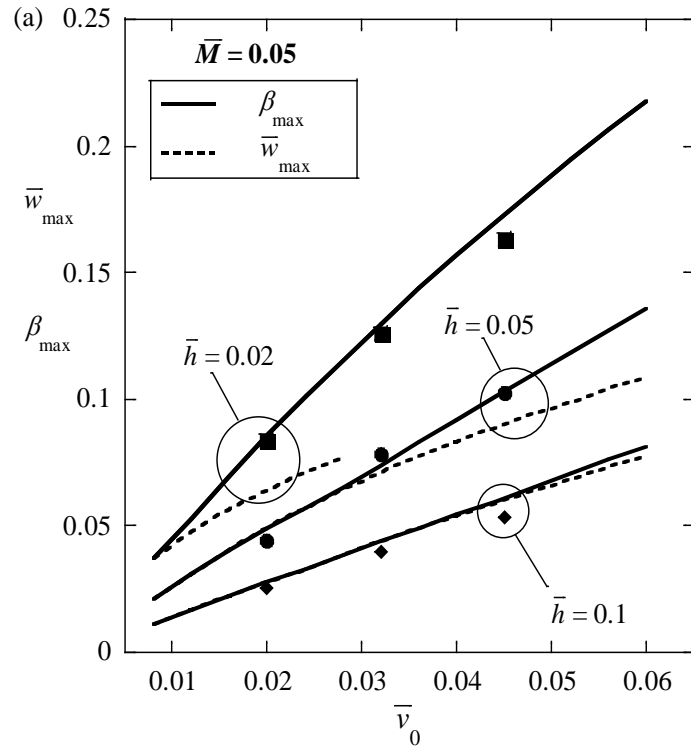 (a)
0.25
M̅ = 0.05
β_max
w̅_max
0.2
w̅_max
0.15
β_max
h̅ = 0.02
h̅ = 0.05
0.1
0.05
h̅ = 0.1
0
0.01 0.02 0.03 0.04 0.05 0.06
v̅_0